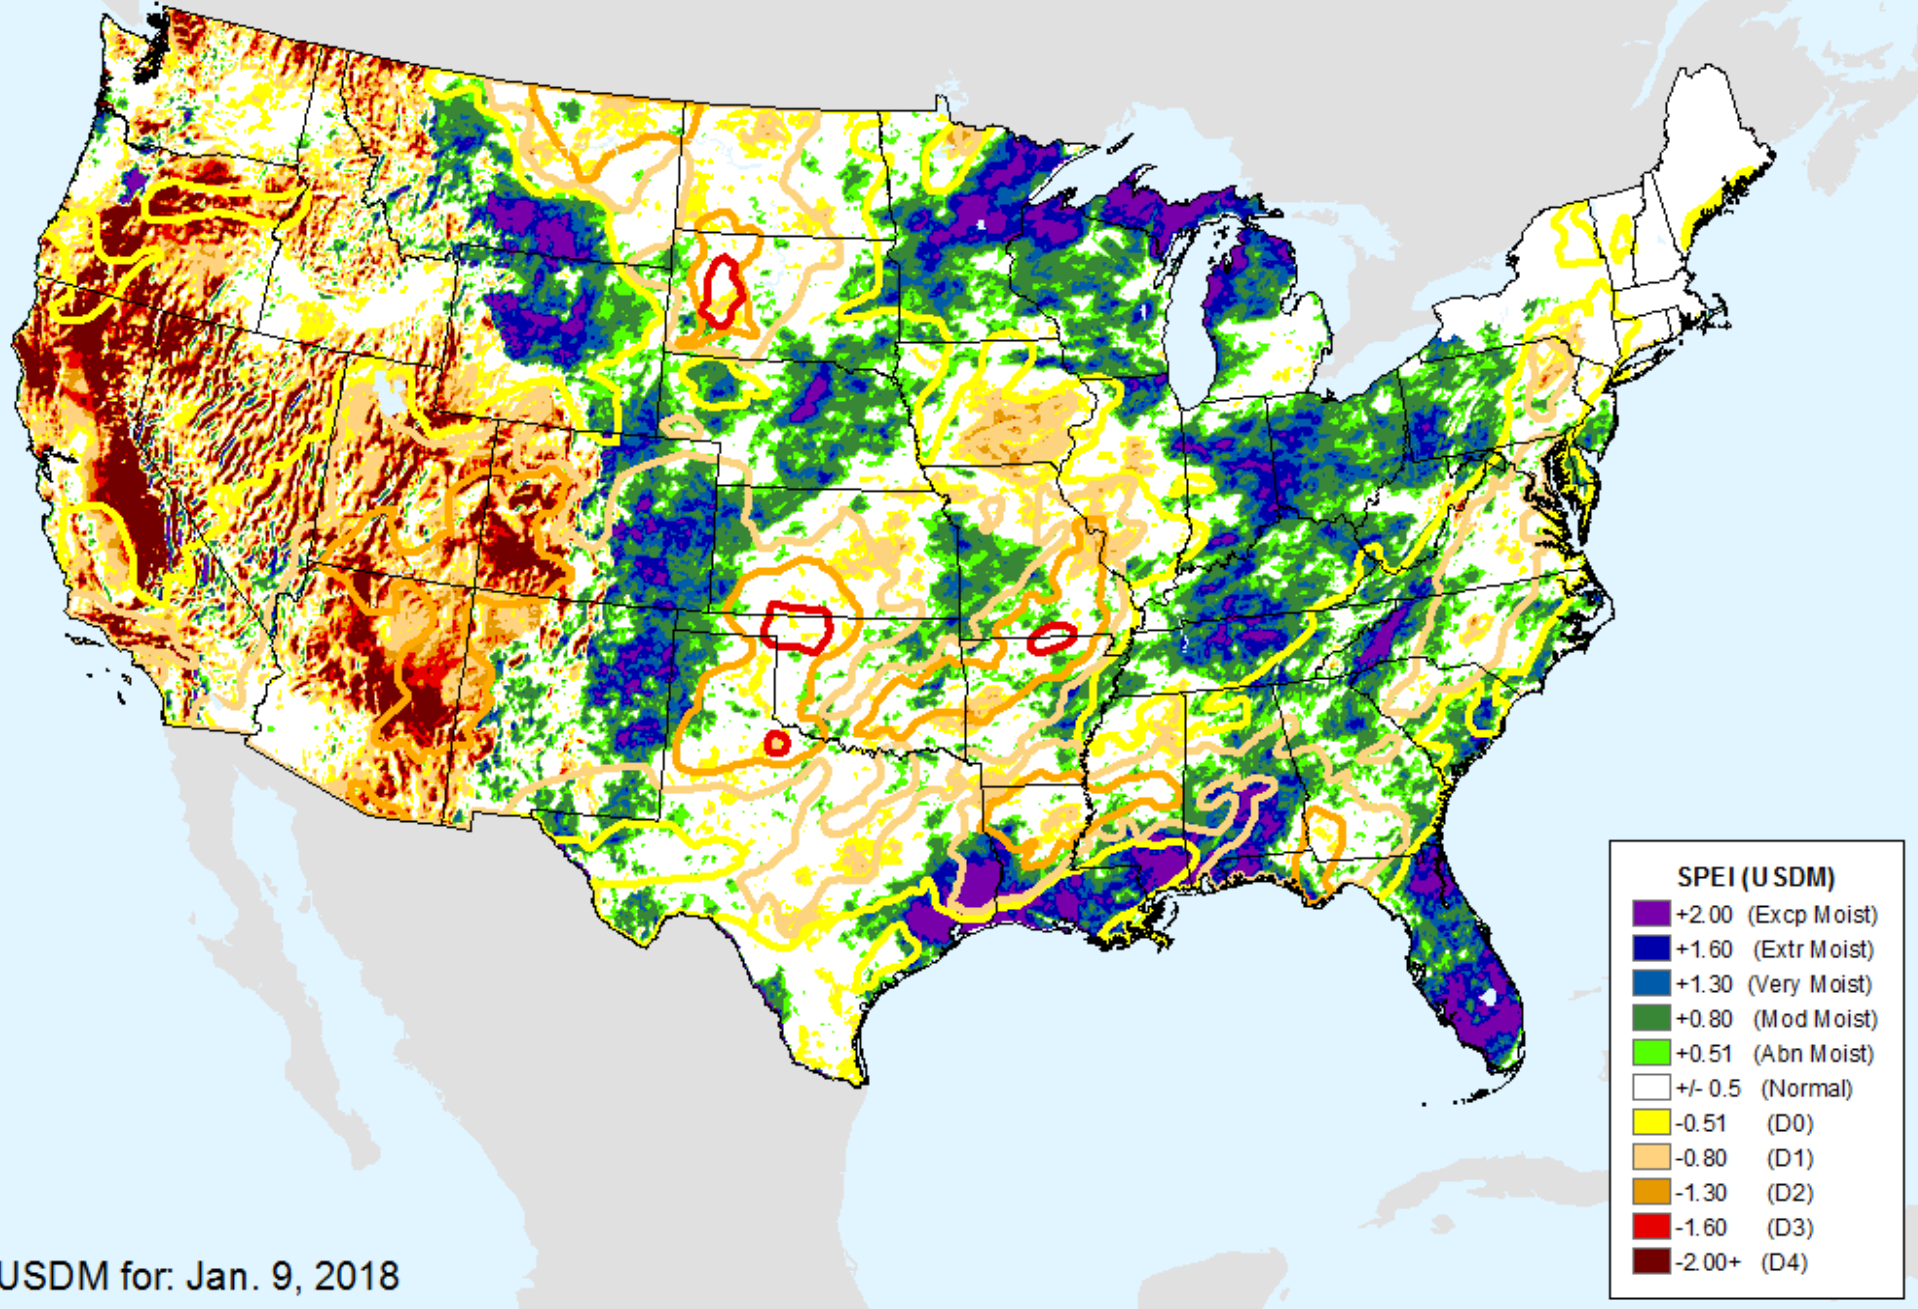 SPEI (USDM)
+2.00 (Excp Moist)
+1.60 (Extr Moist)
+1.30 (Very Moist)
+0.80 (Mod Moist)
+0.51 (Abn Moist)
+/- 0.5 (Normal)
-0.51 (D0)
-0.80 (D1)
-1.30 (D2)
-1.60 (D3)
-2.00+ (D4)
USDM for: Jan. 9, 2018